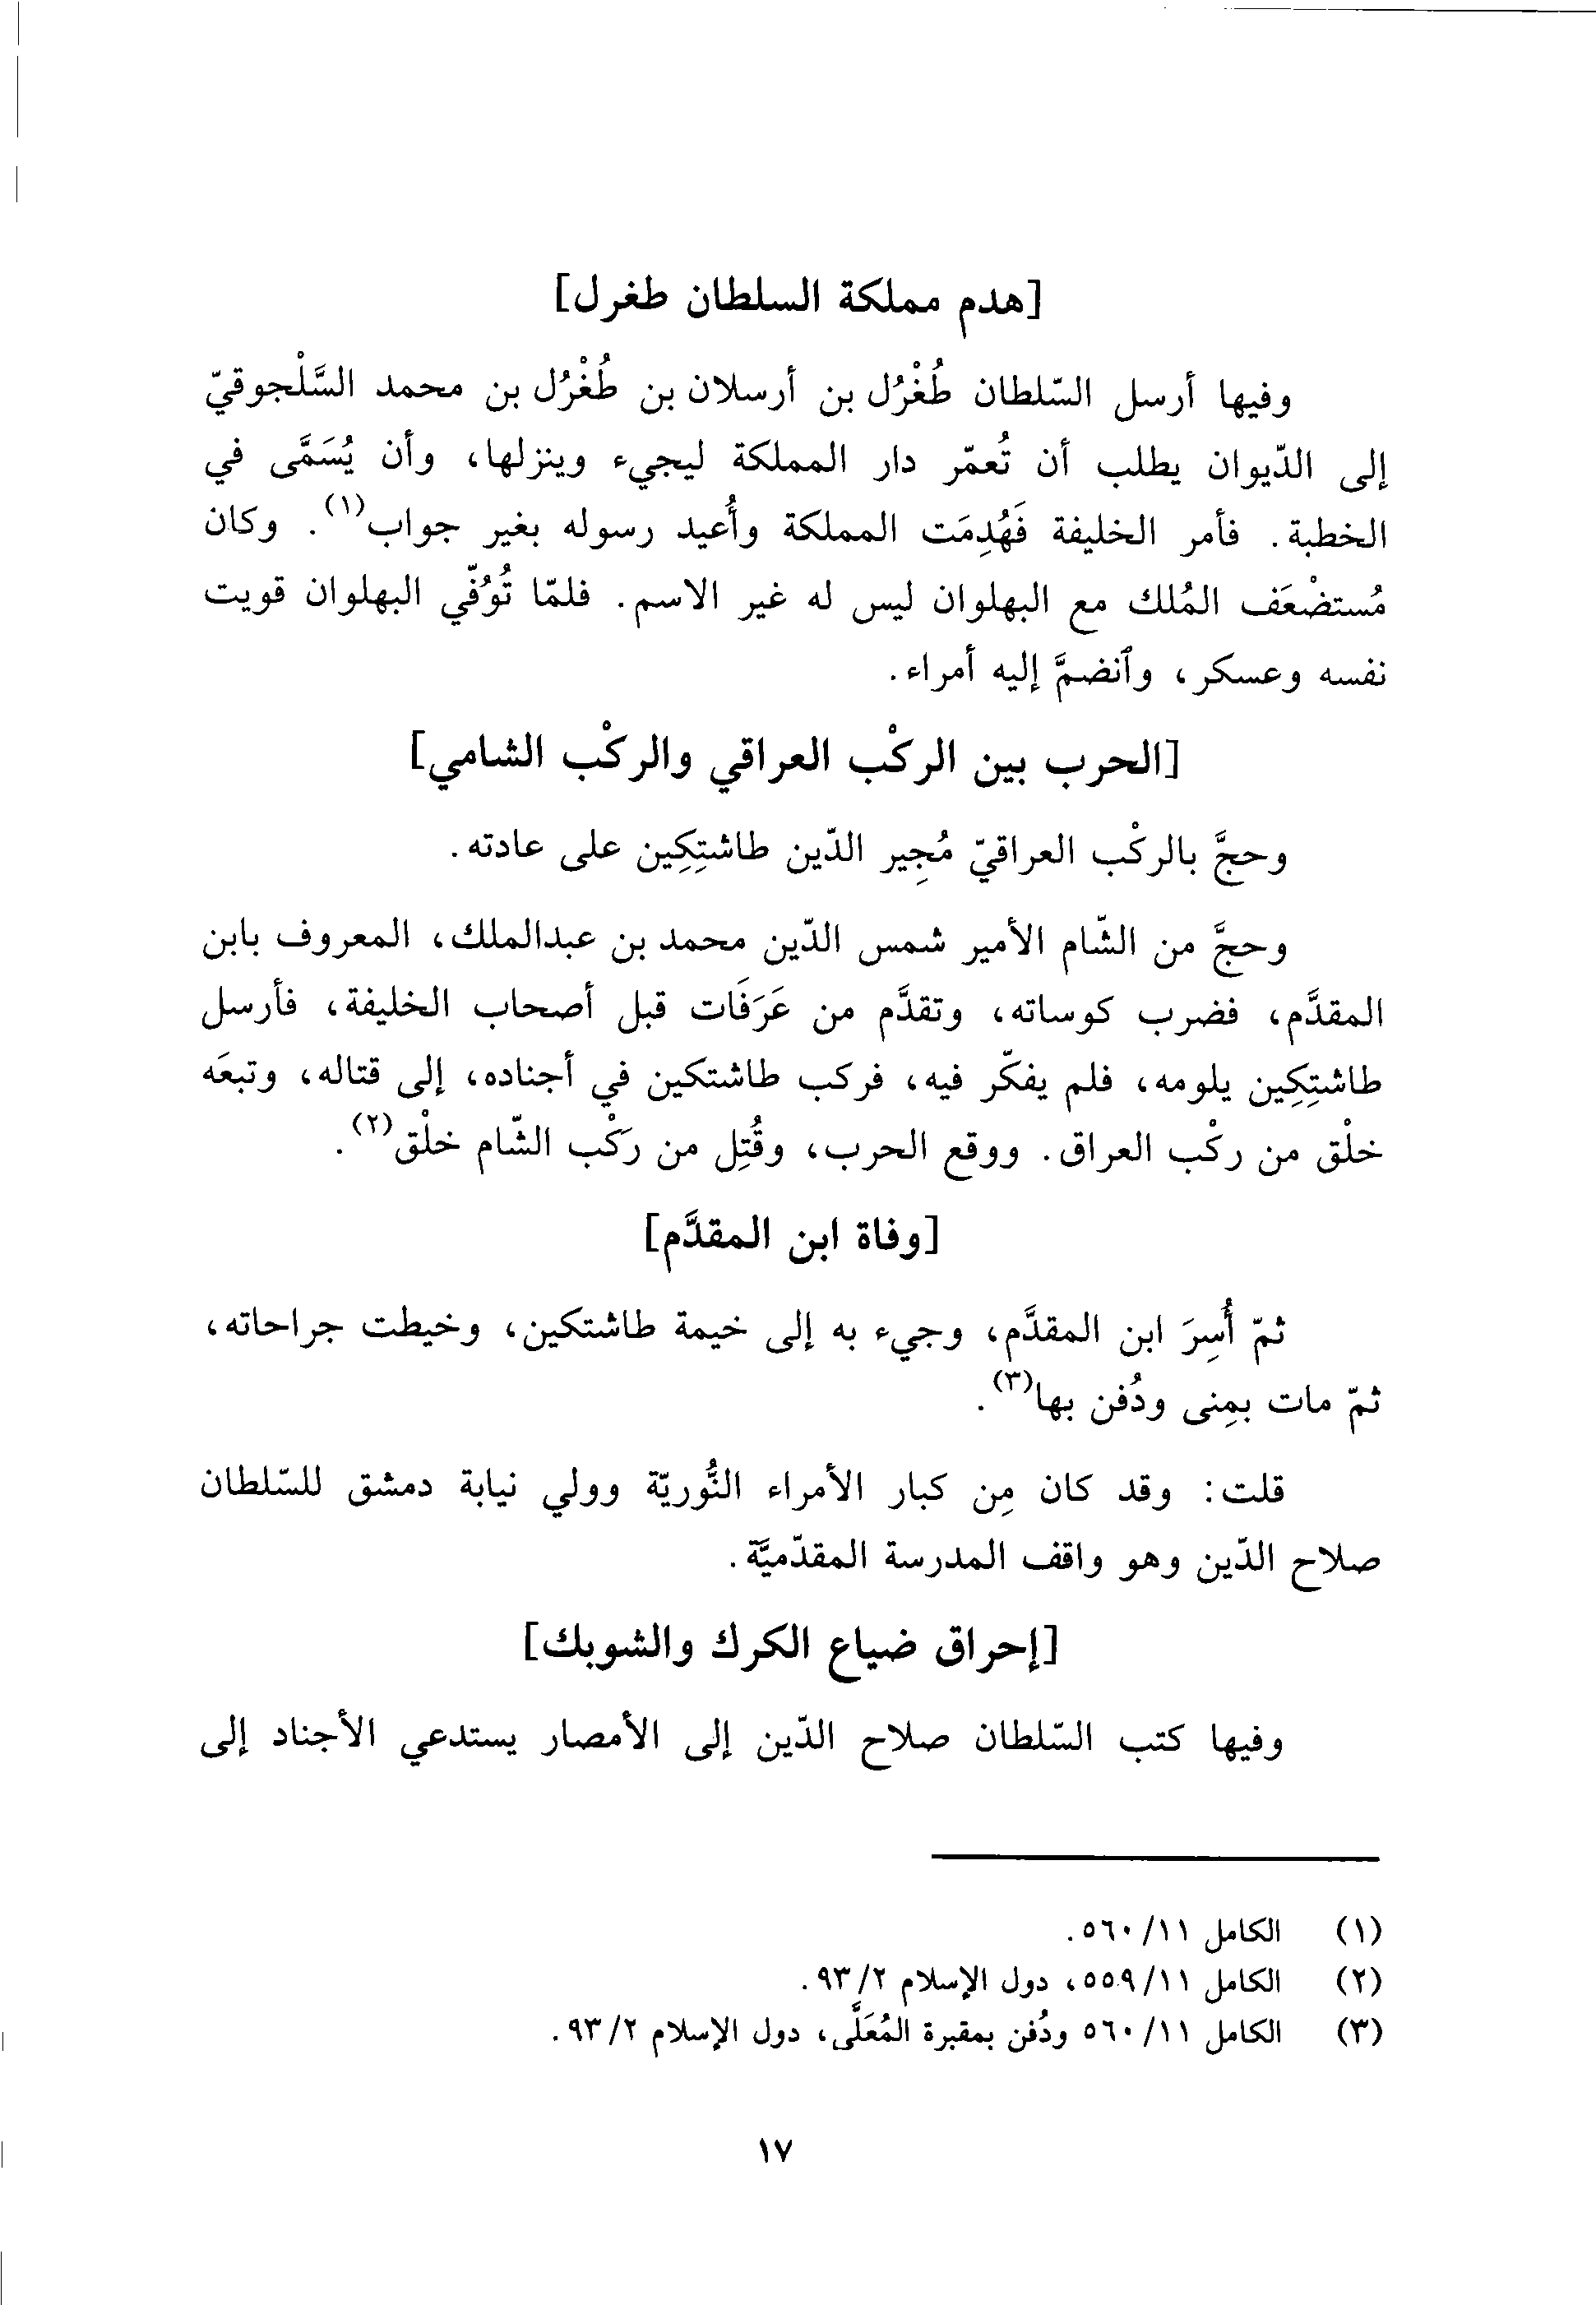 [هدم مملكة السلطان طغرل]
وفيها أرسل السّلطان طُغْرُل بن أرسلان بن طُغْرُل بن محمد السَّلْجوقيّ
إلى الدّيوان يطلب أن تُعمّر دار المملكة ليجيء وينزلها، وأن يُسَمَّى في
الخطبة. فأمر الخليفة فَهُدِمَت المملكة وأُعيد رسوله بغير جواب(١). وكان
مُستضْعَف المُلك مع البهلوان ليس له غير الاسم. فلمّا تُوُفّي البهلوان قويت
نفسه وعسكر، وٱنضمَّ إليه أمراء.
[الحرب بين الركْب العراقي والركْب الشامي]
وحجَّ بالركْب العراقيّ مُجِير الدّين طاشتِكِين على عادته.
وحجَّ من الشّام الأمير شمس الدّين محمد بن عبدالملك، المعروف بابن
المقدَّم، فضرب كوساته، وتقدَّم من عَرَفَات قبل أصحاب الخليفة، فأرسل
طاشتِكِين يلومه، فلم يفكّر فيه، فركب طاشتكين في أجناده، إلى قتاله، وتبعَه
خلْق من ركْب العراق. ووقع الحرب، وقُتِل من رَكْب الشّام خلْق(٢).
[وفاة ابن المقدَّم]
ثمّ أُسِرَ ابن المقدَّم، وجيء به إلى خيمة طاشتكين، وخيطت جراحاته،
ثمّ مات بمِنى ودُفن بها(٣).
قلت: وقد كان مِن كبار الأمراء النُّوريّة وولي نيابة دمشق للسّلطان
صلاح الدّين وهو واقف المدرسة المقدّميَّة.
[إحراق ضياع الكرك والشوبك]
وفيها كتب السّلطان صلاح الدّين إلى الأمصار يستدعي الأجناد إلى
(١) الكامل ١١/ ٥٦٠.
(٢) الكامل ١١/ ٥٥٩، دول الإسلام ٢/ ٩٣.
(٣) الكامل ١١/ ٥٦٠ ودُفن بمقبرة المُعَلَّى، دول الإسلام ٢/ ٩٣.
١٧